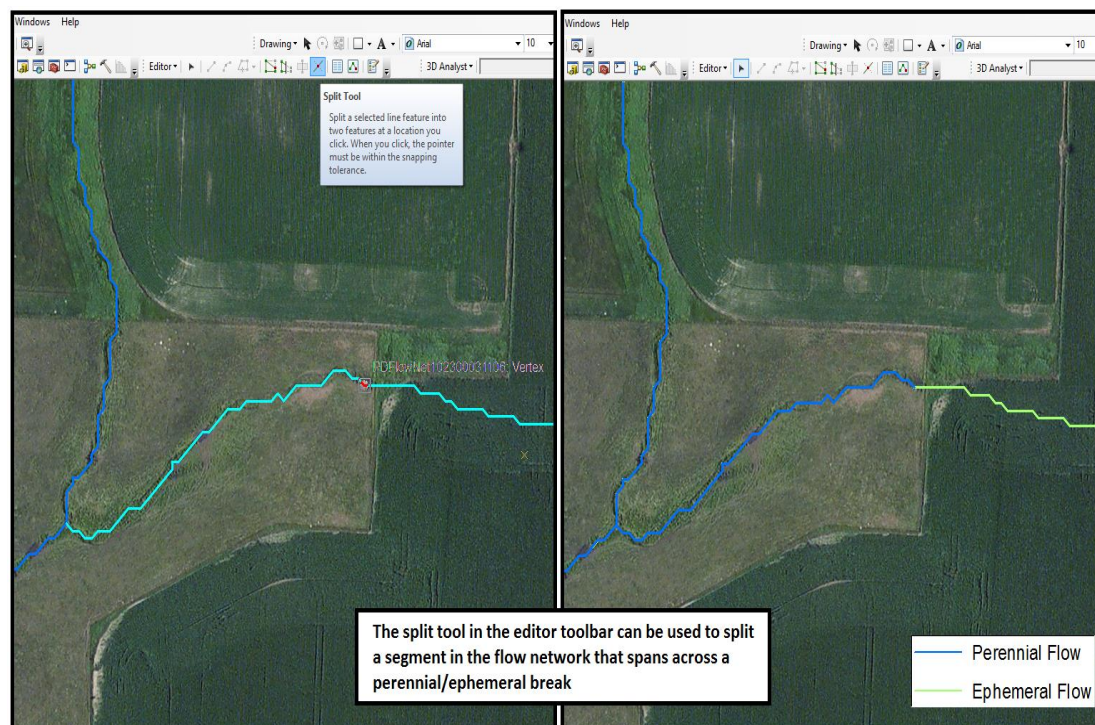 Windows Help
Drawing A Arial 10
Editor 3D Analyst
Split Tool
Split a selected line feature into
two features at a location you
click. When you click, the pointer
must be within the snapping
tolerance.
Vertex
Windows Help
Drawing A Arial 10
Editor 3D Analyst
The split tool in the editor toolbar can be used to split
a segment in the flow network that spans across a
perennial/ephemeral break
Perennial Flow
Ephemeral Flow